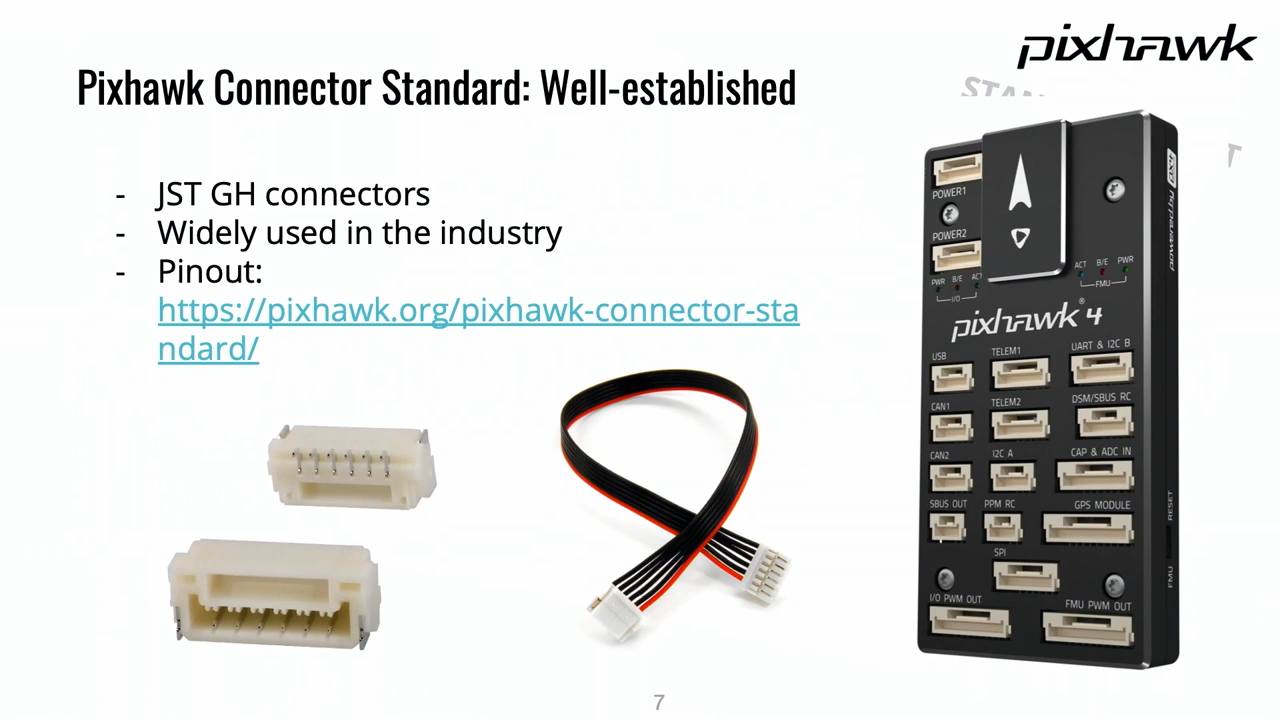 pixhawk
Pixhawk Connector Standard: Well-established
- JST GH connectors
- Widely used in the industry
- Pinout:
https://pixhawk.org/pixhawk-connector-sta
ndard/
POWER1
POWER2
PWR B/E ACT
I/O
ACT B/E PWR
FMU
pixhawk® 4
USB TELEM1 UART & I2C B
CAN1 TELEM2 DSM/SBUS RC
CAN2 I2C A CAP & ADC IN
SBUS OUT PPM RC GPS MODULE
SPI
I/O PWM OUT FMU PWM OUT
RESET
FMU
7